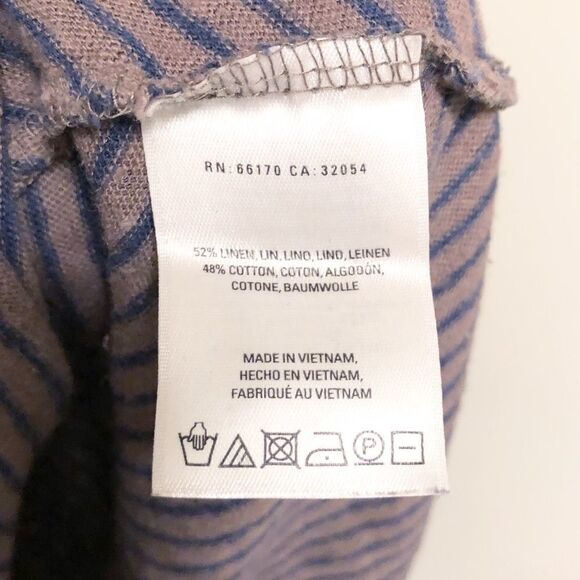 RN: 66170 CA: 32054
52% LINEN, LIN, LINO, LINO, LEINEN
48% COTTON, COTON, ALGODÓN,
COTONE, BAUMWOLLE
MADE IN VIETNAM,
HECHO EN VIETNAM,
FABRIQUÉ AU VIETNAM
P